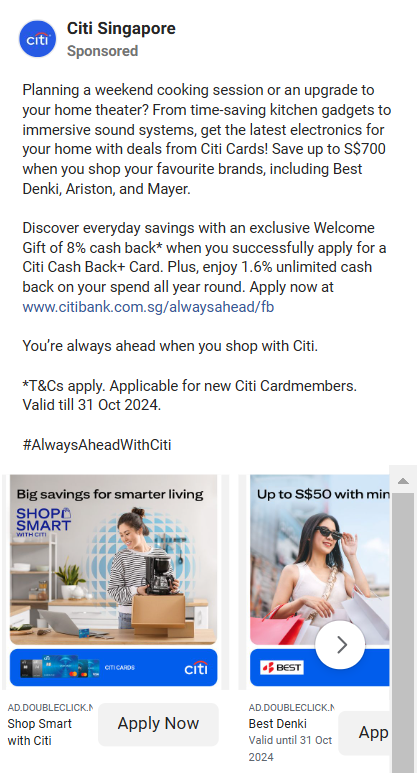 Citi Singapore
Sponsored
Planning a weekend cooking session or an upgrade to
your home theater? From time-saving kitchen gadgets to
immersive sound systems, get the latest electronics for
your home with deals from Citi Cards! Save up to S$700
when you shop your favourite brands, including Best
Denki, Ariston, and Mayer.
Discover everyday savings with an exclusive Welcome
Gift of 8% cash back* when you successfully apply for a
Citi Cash Back+ Card. Plus, enjoy 1.6% unlimited cash
back on your spend all year round. Apply now at
www.citibank.com.sg/alwaysahead/fb
You're always ahead when you shop with Citi.
*T&Cs apply. Applicable for new Citi Cardmembers.
Valid till 31 Oct 2024.
#AlwaysAheadWithCiti
Big savings for smarter living
SHOP
SMART
WITH CITI
CITI CARDS
citi
AD.DOUBLECLICK.N
Shop Smart
with Citi
Apply Now
Up to S$50 with min
BEST
AD.DOUBLECLICK.N
Best Denki
Valid until 31 Oct
2024
App